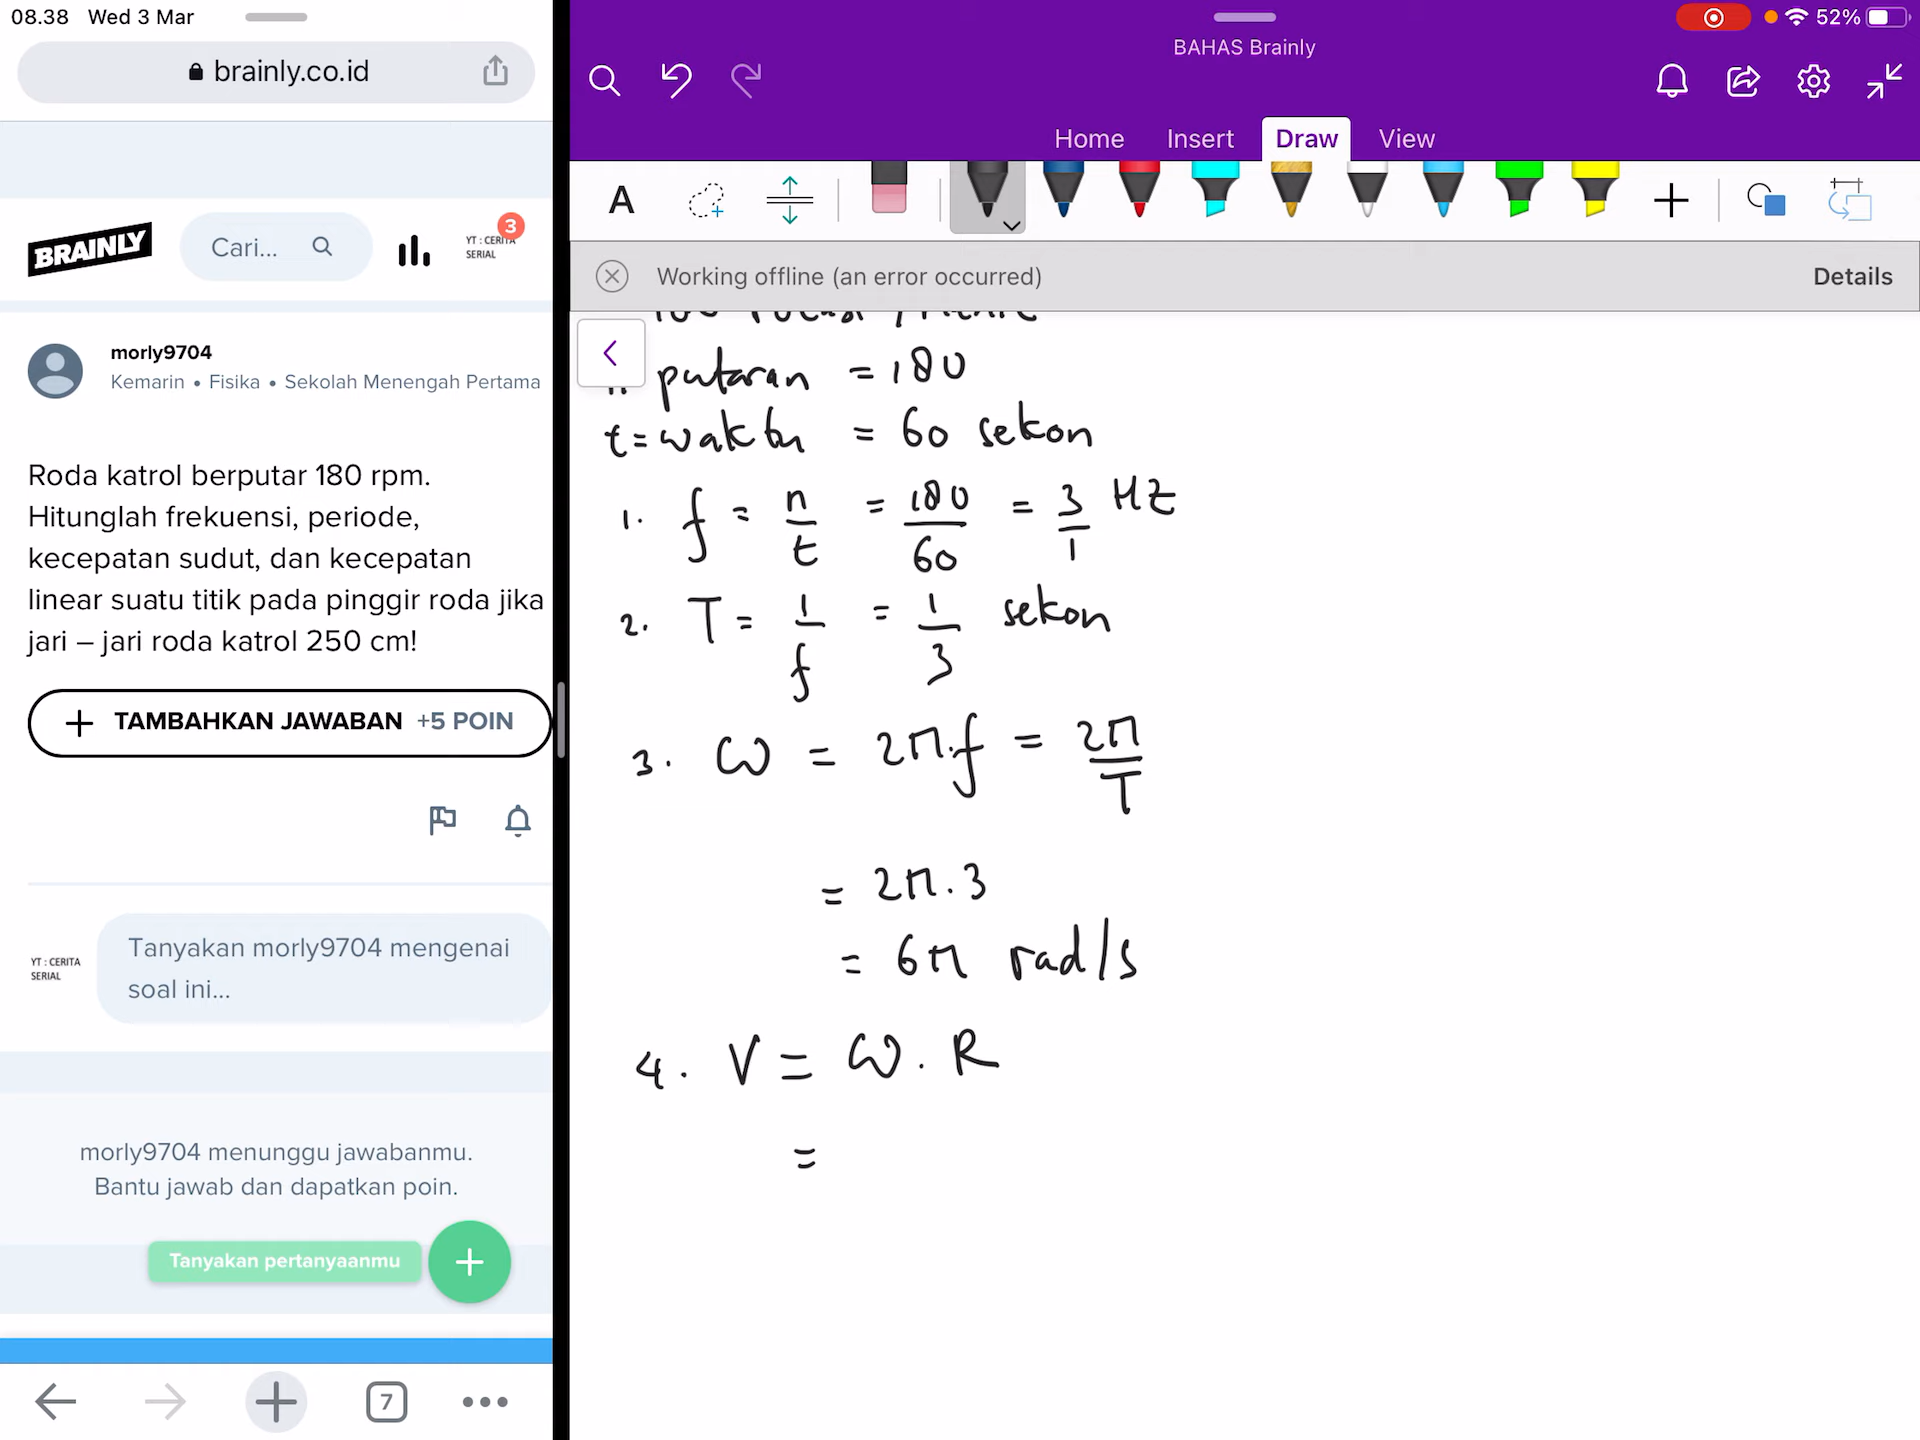 08.38 Wed 3 Mar
brainly.co.id
BRAINLY
Cari...
YT : CERITA
SERIAL
3
morly9704
Kemarin • Fisika • Sekolah Menengah Pertama
Roda katrol berputar 180 rpm.
Hitunglah frekuensi, periode,
kecepatan sudut, dan kecepatan
linear suatu titik pada pinggir roda jika
jari – jari roda katrol 250 cm!
+ TAMBAHKAN JAWABAN +5 POIN
YT : CERITA
SERIAL
Tanyakan morly9704 mengenai
soal ini...
morly9704 menunggu jawabanmu.
Bantu jawab dan dapatkan poin.
Tanyakan pertanyaanmu
+
7
52%
BAHAS Brainly
Home Insert Draw View
A
Working offline (an error occurred)
Details
putaran = 180
t = waktu = 60 sekon
1. f = n/t = 180/60 = 3/1 HZ
2. T = 1/f = 1/3 sekon
3. ω = 2π.f = 2π/T
= 2π.3
= 6π rad/s
4. V = ω . R
=